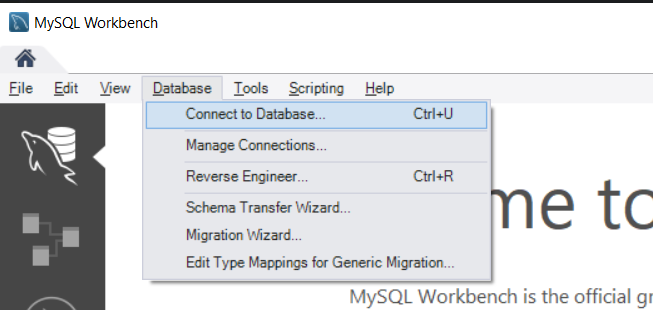 MySQL Workbench
File Edit View Database Tools Scripting Help
Connect to Database... Ctrl+U
Manage Connections...
Reverse Engineer... Ctrl+R
Schema Transfer Wizard...
Migration Wizard...
Edit Type Mappings for Generic Migration...
me to
MySQL Workbench is the official gr